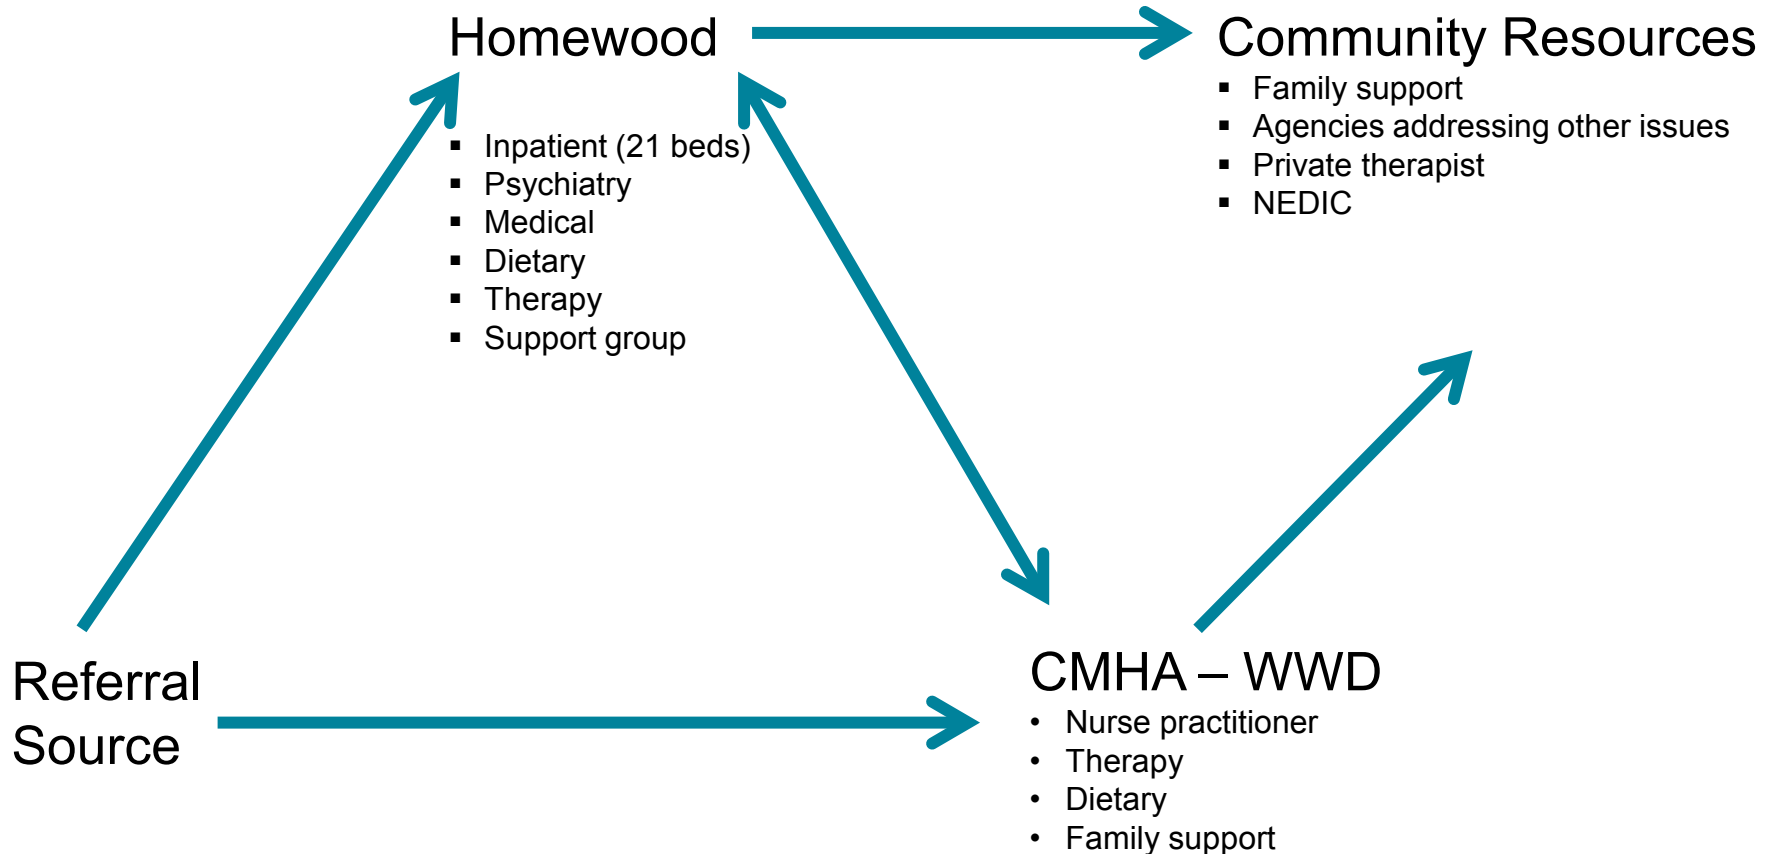 Homewood
▪ Inpatient (21 beds)
▪ Psychiatry
▪ Medical
▪ Dietary
▪ Therapy
▪ Support group
Community Resources
▪ Family support
▪ Agencies addressing other issues
▪ Private therapist
▪ NEDIC
Referral
Source
CMHA – WWD
• Nurse practitioner
• Therapy
• Dietary
• Family support